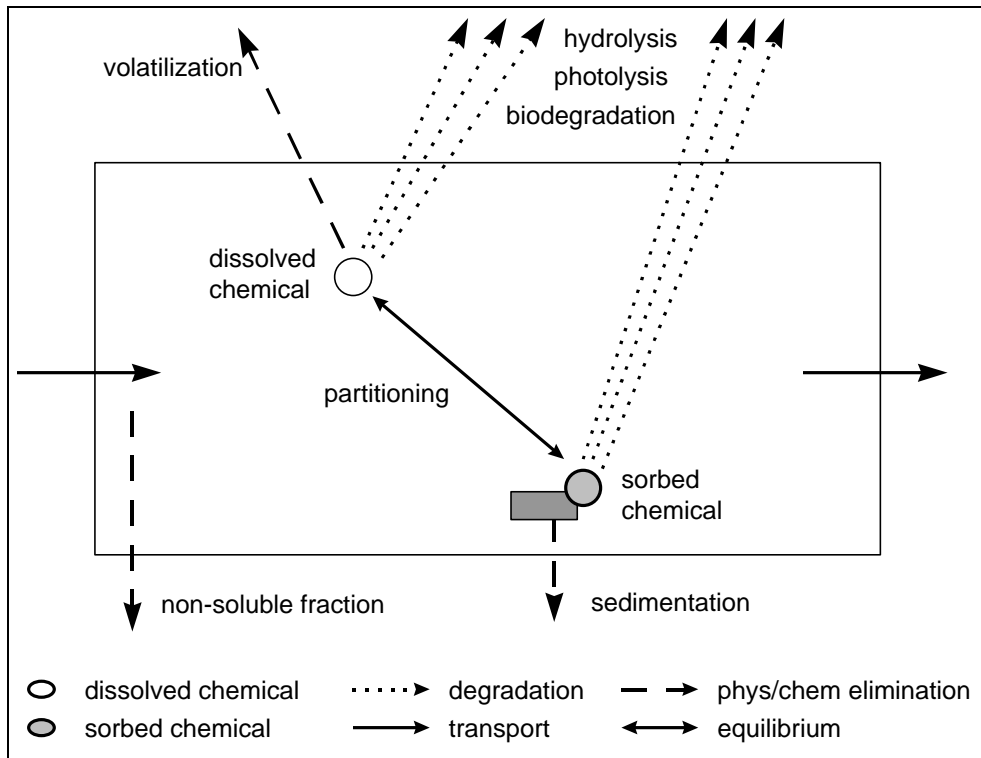 volatilization
hydrolysis
photolysis
biodegradation
dissolved
chemical
partitioning
sorbed
chemical
non-soluble fraction
sedimentation
dissolved chemical
degradation
phys/chem elimination
sorbed chemical
transport
equilibrium